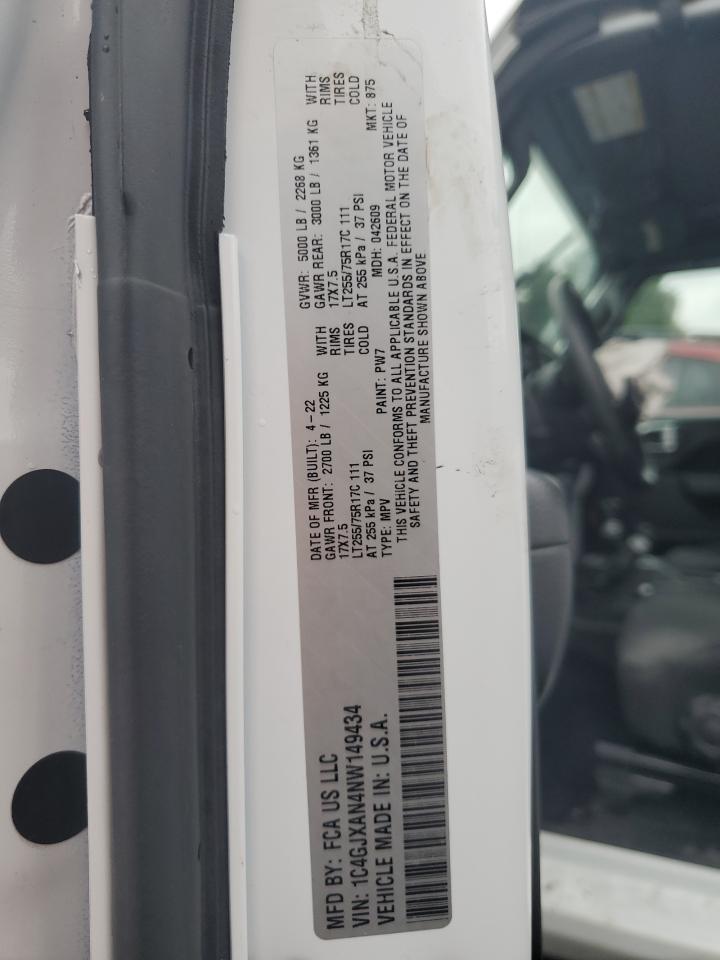 MFD BY: FCA US LLC
VIN: 1C4GJXAN4NW149434
VEHICLE MADE IN: U.S.A.
DATE OF MFR (BUILT): 4-22 GVWR: 5000 LB / 2268 KG
GAWR FRONT: 2700 LB / 1225 KG WITH GAWR REAR: 3000 LB / 1361 KG WITH
17X7.5 RIMS 17X7.5 RIMS
LT255/75R17C 111 TIRES LT255/75R17C 111 TIRES
AT 255 kPa / 37 PSI COLD AT 255 kPa / 37 PSI COLD
TYPE: MPV PAINT: PW7 MDH: 042609 MKT: 875
THIS VEHICLE CONFORMS TO ALL APPLICABLE U.S.A. FEDERAL MOTOR VEHICLE
SAFETY AND THEFT PREVENTION STANDARDS IN EFFECT ON THE DATE OF
MANUFACTURE SHOWN ABOVE